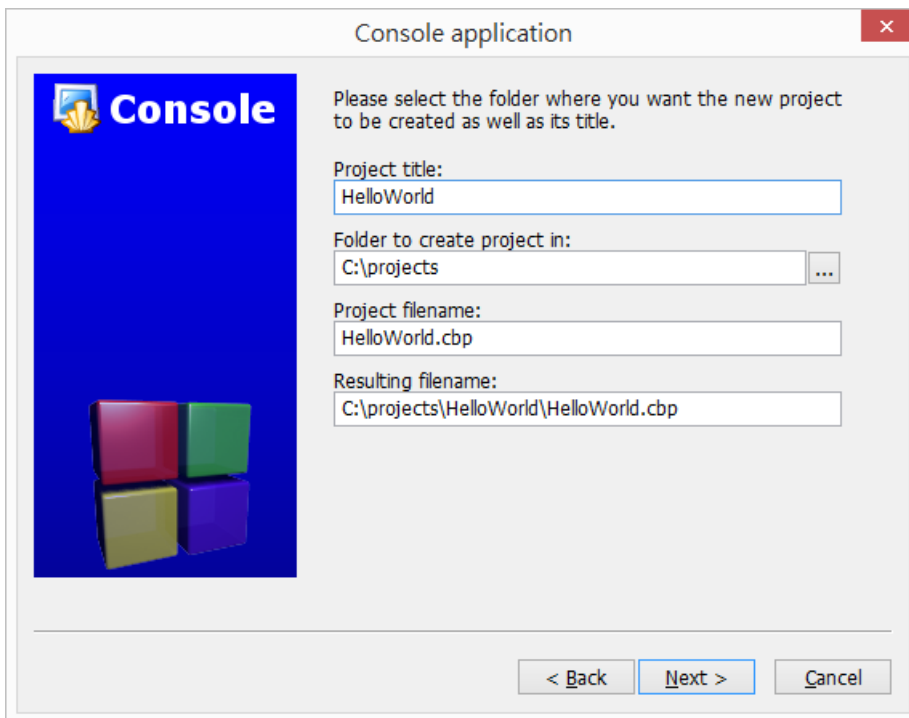 Console application
Console
Please select the folder where you want the new project
to be created as well as its title.
Project title:
HelloWorld
Folder to create project in:
C:\projects
...
Project filename:
HelloWorld.cbp
Resulting filename:
C:\projects\HelloWorld\HelloWorld.cbp
< Back
Next >
Cancel